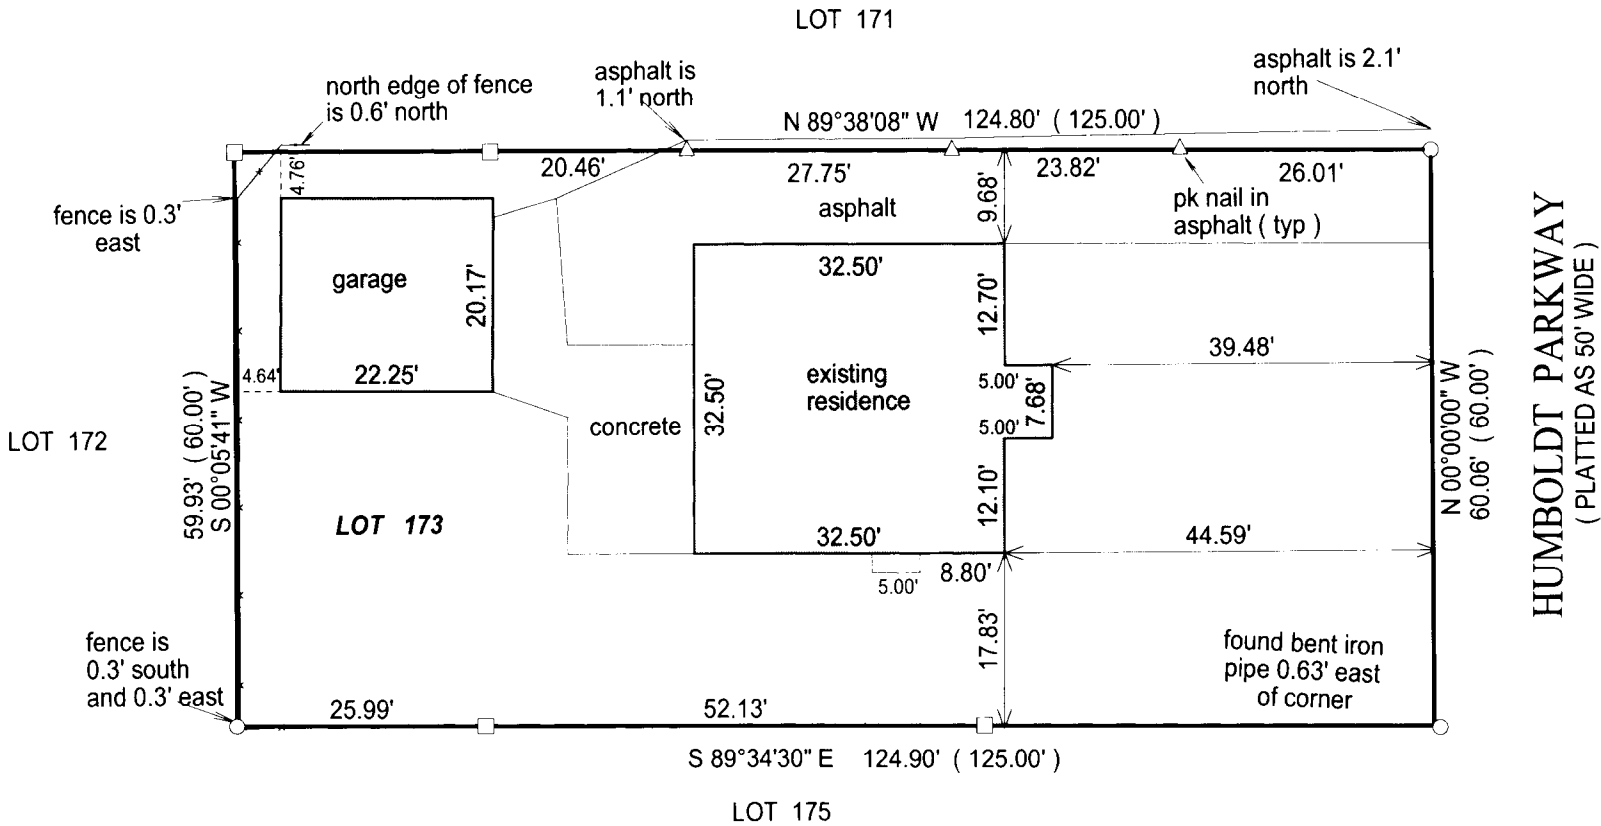 LOT 171
asphalt is 2.1'
north
asphalt is
1.1' north
north edge of fence
is 0.6' north
N 89°38'08" W 124.80' ( 125.00' )
20.46'
27.75'
23.82'
26.01'
4.76'
9.68'
pk nail in
asphalt ( typ )
asphalt
fence is 0.3'
east
garage
20.17'
22.25'
4.64'
32.50'
12.70'
39.48'
existing
residence
5.00'
7.68'
5.00'
32.50'
concrete
12.10'
32.50'
44.59'
5.00'
8.80'
17.83'
LOT 172
59.93' ( 60.00' )
S 00°05'41" W
LOT 173
N 00°00'00" W
60.06' ( 60.00' )
HUMBOLDT PARKWAY
( PLATTED AS 50' WIDE )
fence is
0.3' south
and 0.3' east
found bent iron
pipe 0.63' east
of corner
25.99'
52.13'
S 89°34'30" E 124.90' ( 125.00' )
LOT 175